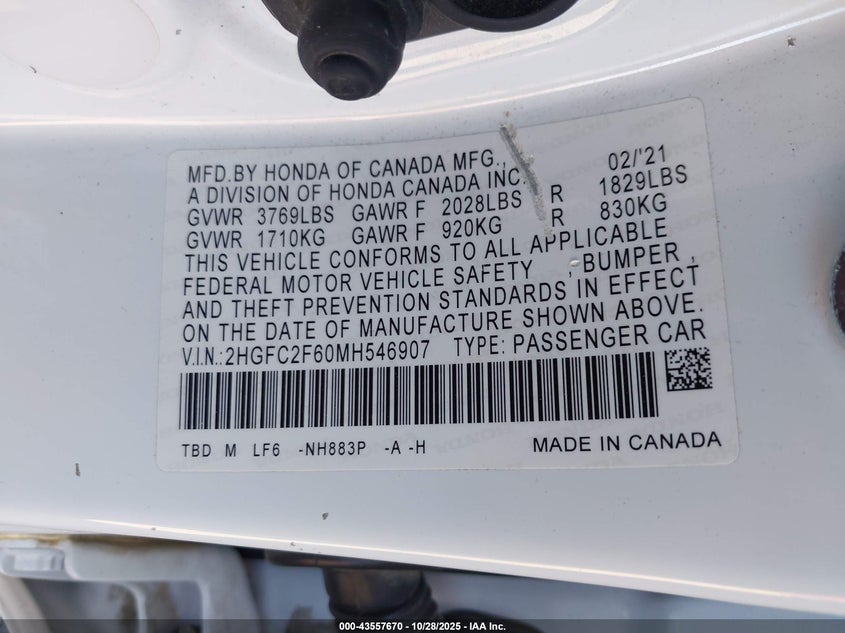 MFD.BY HONDA OF CANADA MFG., 02/'21
A DIVISION OF HONDA CANADA INC.
GVWR 3769LBS GAWR F 2028LBS R 1829LBS
GVWR 1710KG GAWR F 920KG R 830KG
THIS VEHICLE CONFORMS TO ALL APPLICABLE
FEDERAL MOTOR VEHICLE SAFETY , BUMPER ,
AND THEFT PREVENTION STANDARDS IN EFFECT
ON THE DATE OF MANUFACTURE SHOWN ABOVE.
V.I.N.:2HGFC2F60MH546907 TYPE: PASSENGER CAR
TBD M LF6 -NH883P -A -H MADE IN CANADA
000-43557670 | 10/28/2025 - IAA Inc.